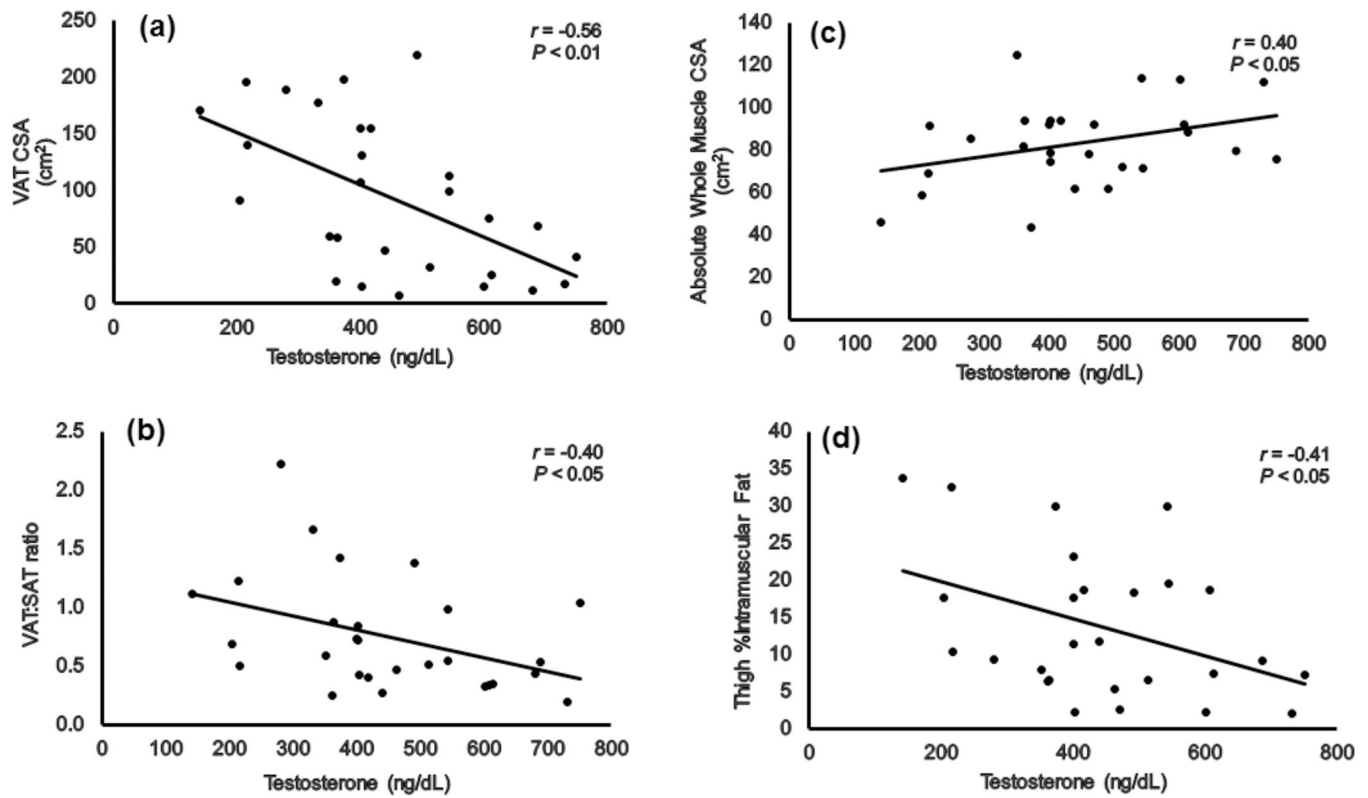 (a)
r = -0.56
P < 0.01
VAT CSA
(cm²)
250
200
150
100
50
0
0 200 400 600 800
Testosterone (ng/dL)
(c)
r = 0.40
P < 0.05
Absolute Whole Muscle CSA
(cm²)
140
120
100
80
60
40
20
0
0 100 200 300 400 500 600 700 800
Testosterone (ng/dL)
(b)
r = -0.40
P < 0.05
VAT:SAT ratio
2.5
2.0
1.5
1.0
0.5
0.0
0 100 200 300 400 500 600 700 800
Testosterone (ng/dL)
(d)
r = -0.41
P < 0.05
Thigh %Intramuscular Fat
40
35
30
25
20
15
10
5
0
0 200 400 600 800
Testosterone (ng/dL)